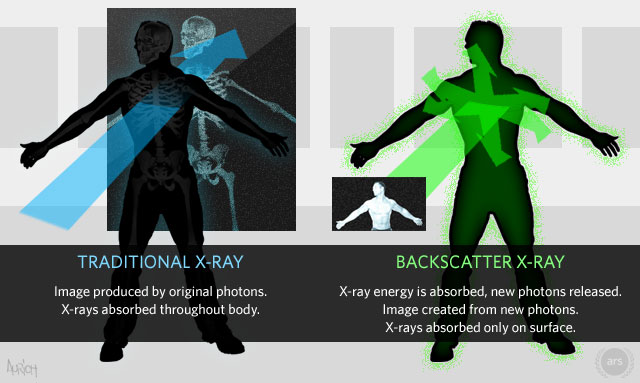 TRADITIONAL X-RAY
Image produced by original photons.
X-rays absorbed throughout body.
BACKSCATTER X-RAY
X-ray energy is absorbed, new photons released.
Image created from new photons.
X-rays absorbed only on surface.
AURICH
ars